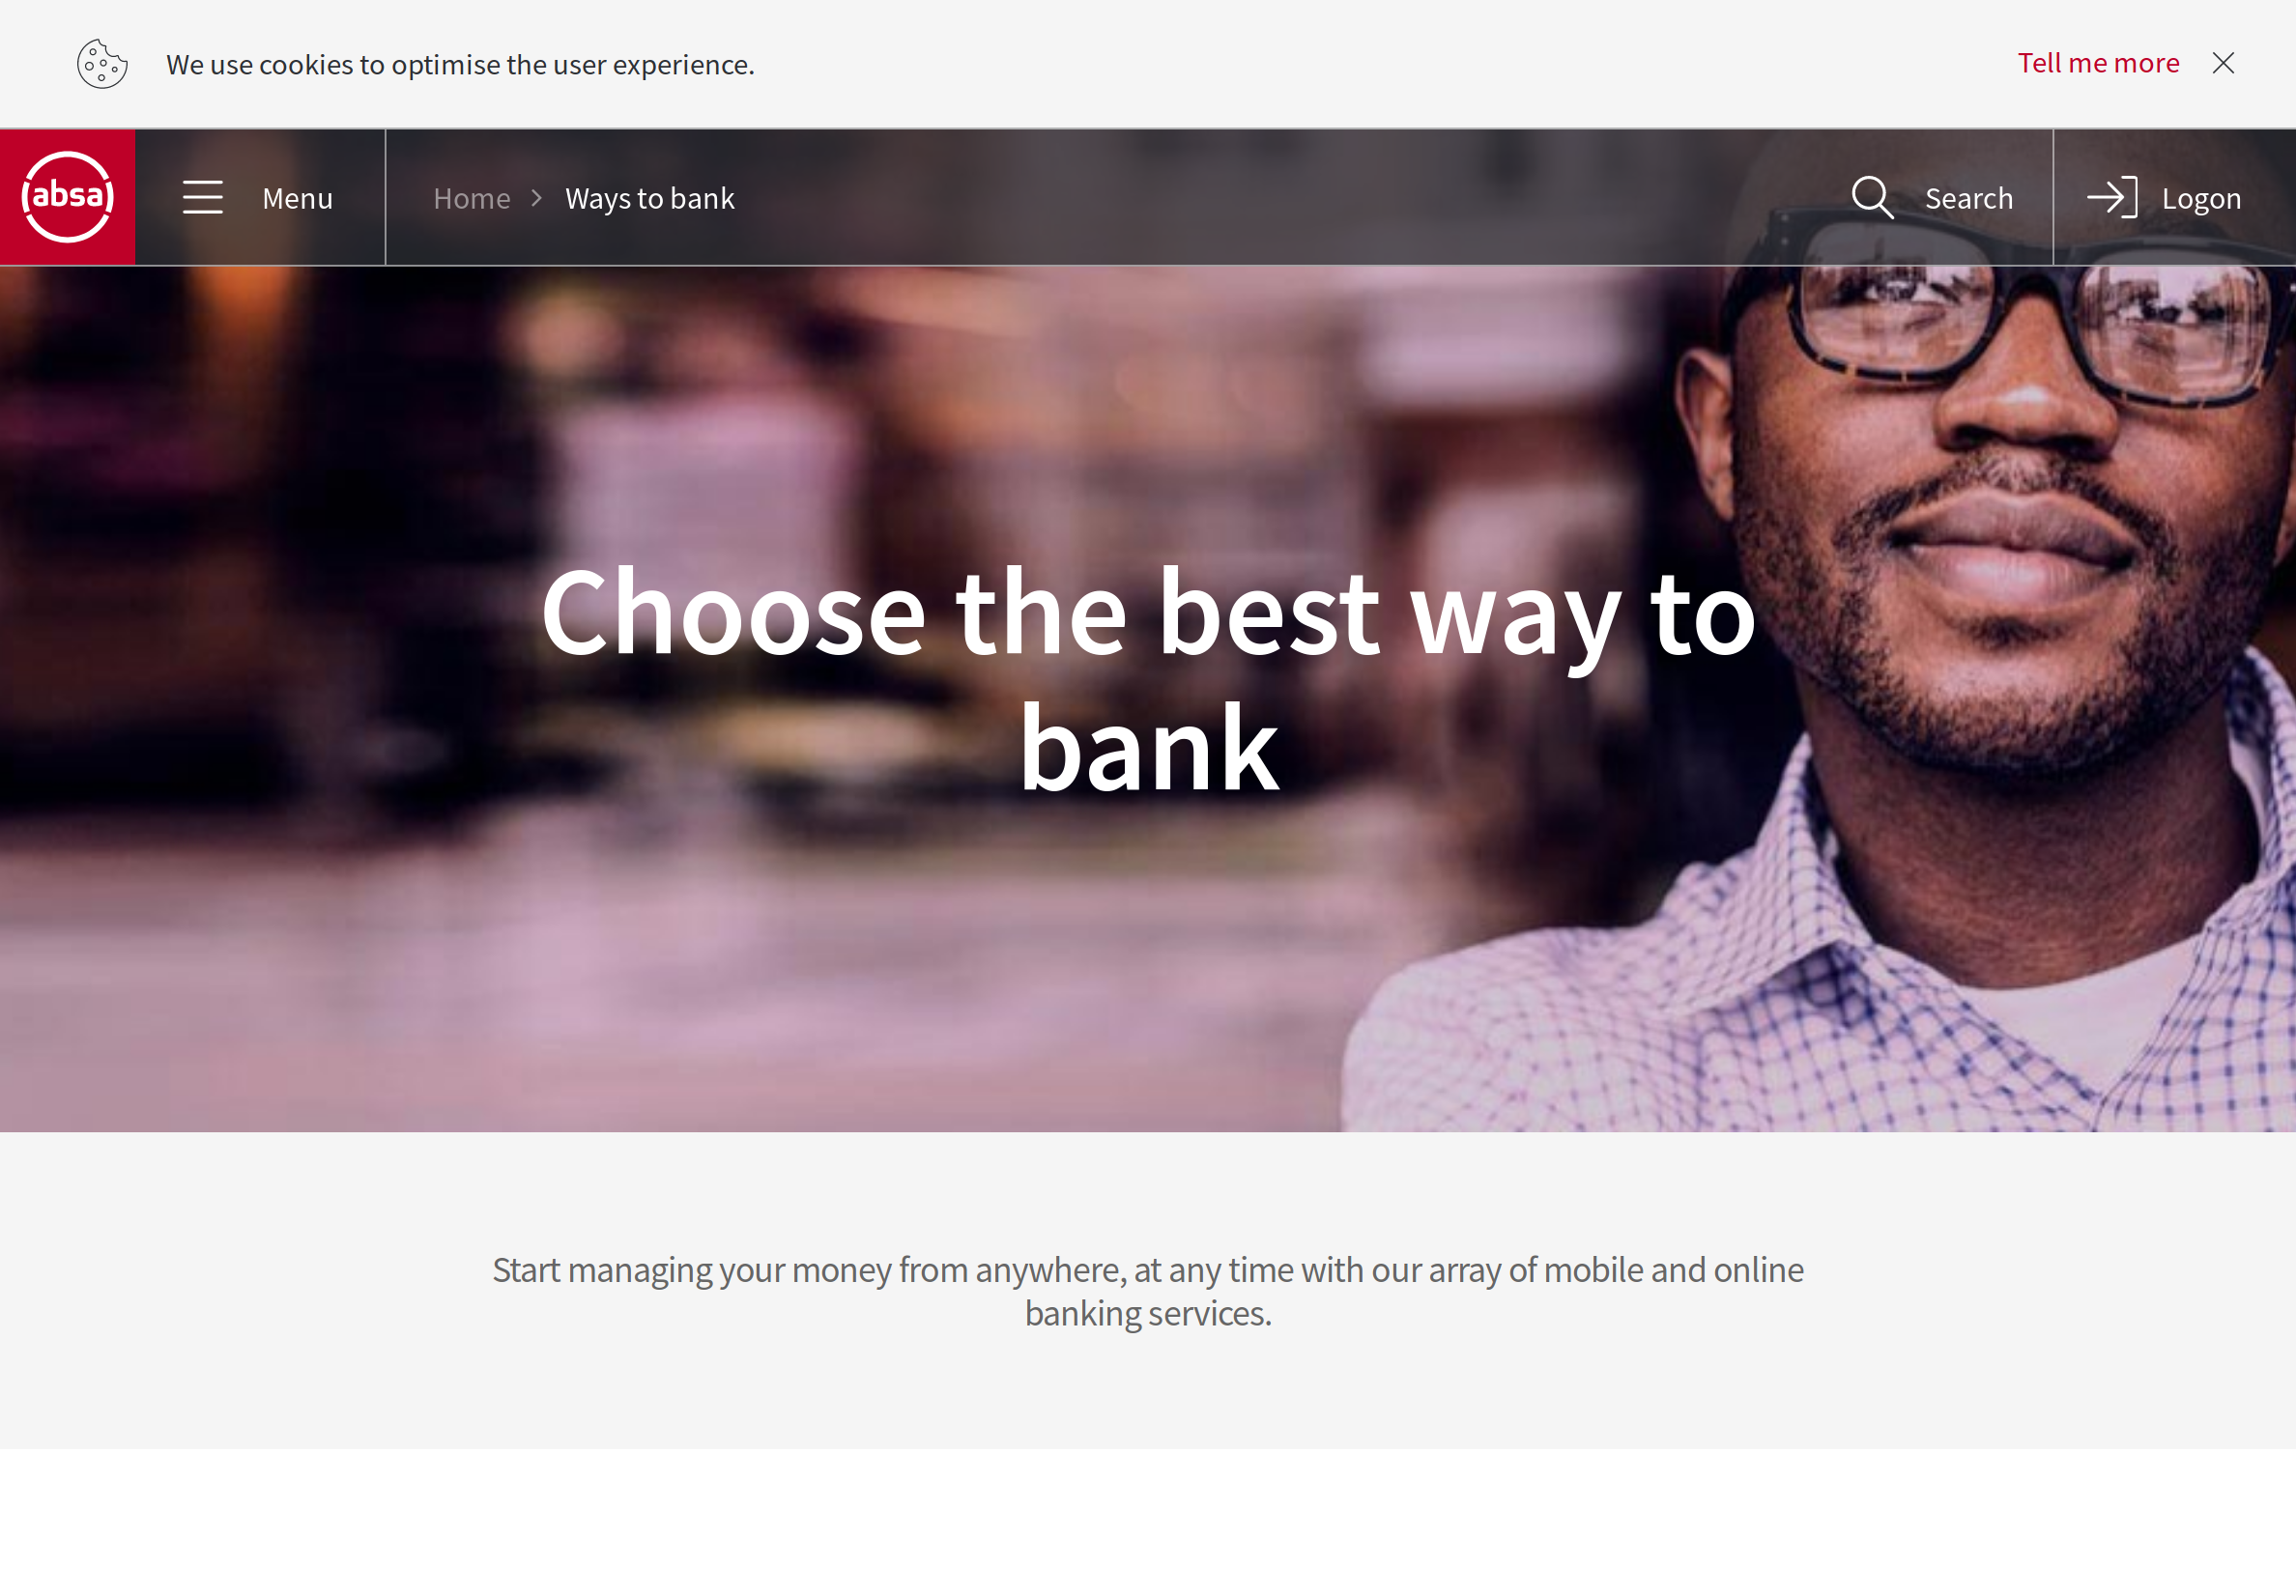 We use cookies to optimise the user experience.
Tell me more
absa
Menu
Home
Ways to bank
Search
Logon
Choose the best way to
bank
Start managing your money from anywhere, at any time with our array of mobile and online
banking services.